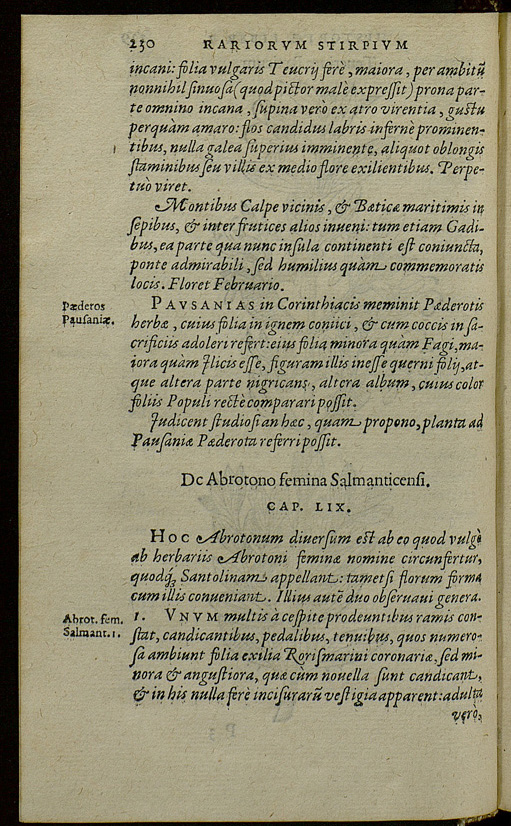 230 RARIORVM STIRPIVM
incani: folia vulgaris Teucrij ferè, maiora, per ambitũ
nonnihil sinuosa (quod pictor malè expressit) prona par-
te omnino incana, supina verò ex atro virentia, gustu
perquàm amaro: flos candidus labris infernè prominen-
tibus, nulla galea superius imminente, aliquot oblongis
staminibus seu villis ex medio flore exilientibus. Perpe-
tuò viret.
Montibus Calpe vicinis, & Bæticæ maritimis in
sepibus, & inter frutices alios inueni: tum etiam Gadi-
bus, ea parte qua nunc insula continenti est coniuncta,
ponte admirabili, sed humilius quàm commemoratis
locis. Floret Februario.
Pæderos
Pausaniæ.
PAVSANIAS in Corinthiacis meminit Pæderotis
herbæ, cuius folia in ignem coniici, & cum coccis in sa-
crificiis adoleri refert: eius folia minora quàm Fagi, ma-
iora quàm Ilicis esse, figuram illis inesse querni folij, at-
que altera parte nigricans, altera album, cuius color
foliis Populi rectè comparari possit.
Iudicent studiosi an hæc, quam propono, planta ad
Pausaniæ Pæderota referri possit.
De Abrotono femina Salmanticensi.
CAP. LIX.
HOC Abrotonum diuersum est ab eo quod vulgò
ab herbariis Abrotoni feminæ nomine circunfertur,
quodq́; Santolinam appellant: tametsi florum forma
cum illis conueniant. Illius autẽ duo obseruaui genera.
Abrot. fem.
Salmant. 1.
1. VNVM multis à cespite prodeuntibus ramis con-
stat, candicantibus, pedalibus, tenuibus, quos numero-
sa ambiunt folia exilia Rorismarini coronariæ, sed mi-
nora & angustiora, quæ cùm nouella sunt candicant,
& in his nulla ferè incisurarũ vestigia apparent: adulta
verò,